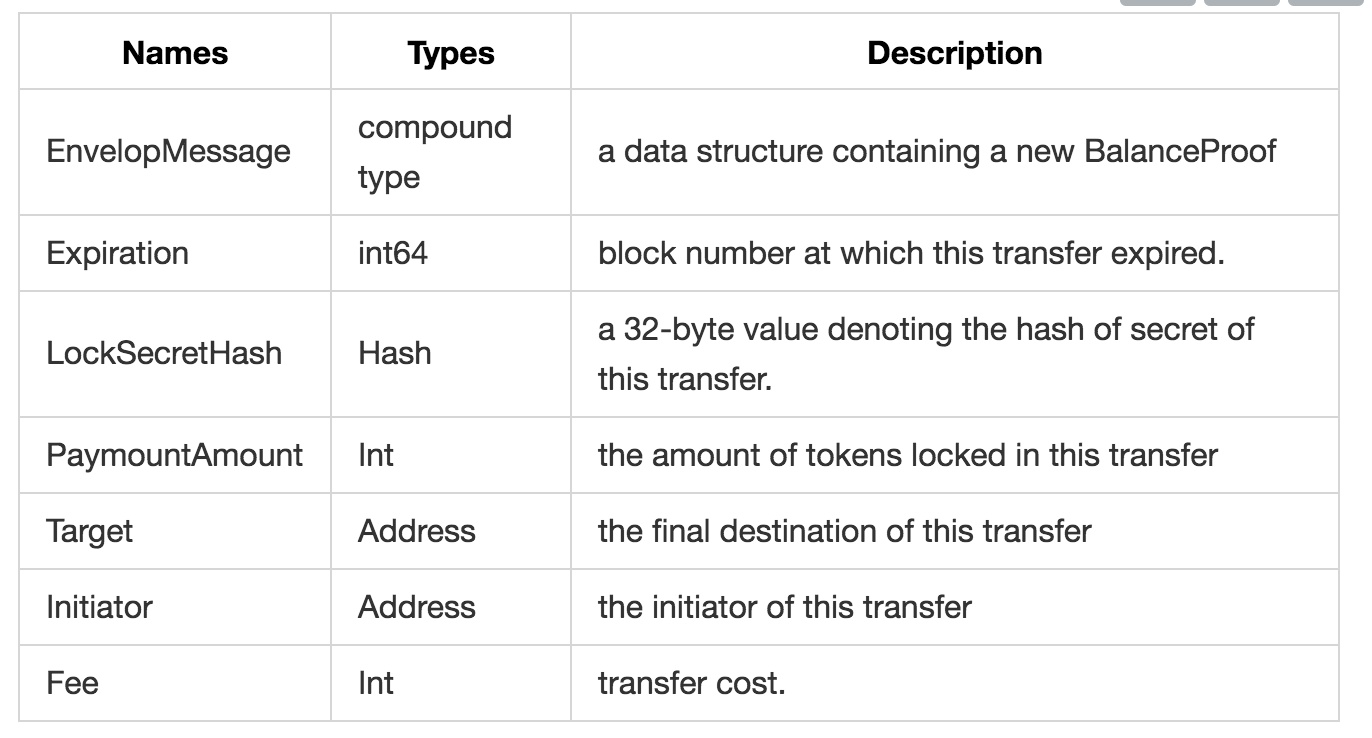 Names Types Description
EnvelopMessage compound type a data structure containing a new BalanceProof
Expiration int64 block number at which this transfer expired.
LockSecretHash Hash a 32-byte value denoting the hash of secret of
this transfer.
PaymountAmount Int the amount of tokens locked in this transfer
Target Address the final destination of this transfer
Initiator Address the initiator of this transfer
Fee Int transfer cost.